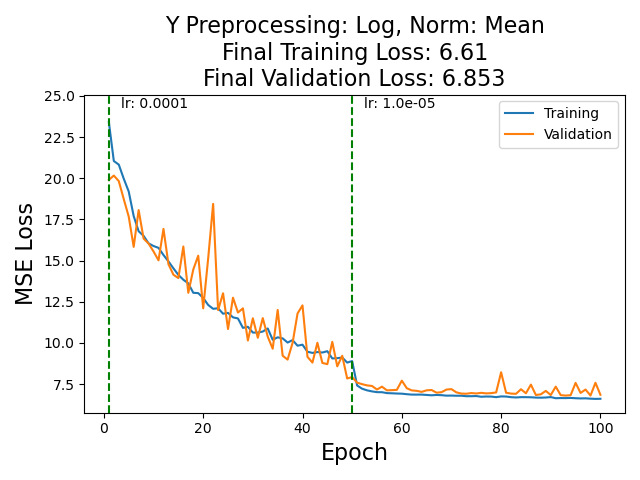 Y Preprocessing: Log, Norm: Mean
Final Training Loss: 6.61
Final Validation Loss: 6.853
lr: 0.0001
lr: 1.0e-05
Training
Validation
MSE Loss
25.0
22.5
20.0
17.5
15.0
12.5
10.0
7.5
0
20
40
60
80
100
Epoch